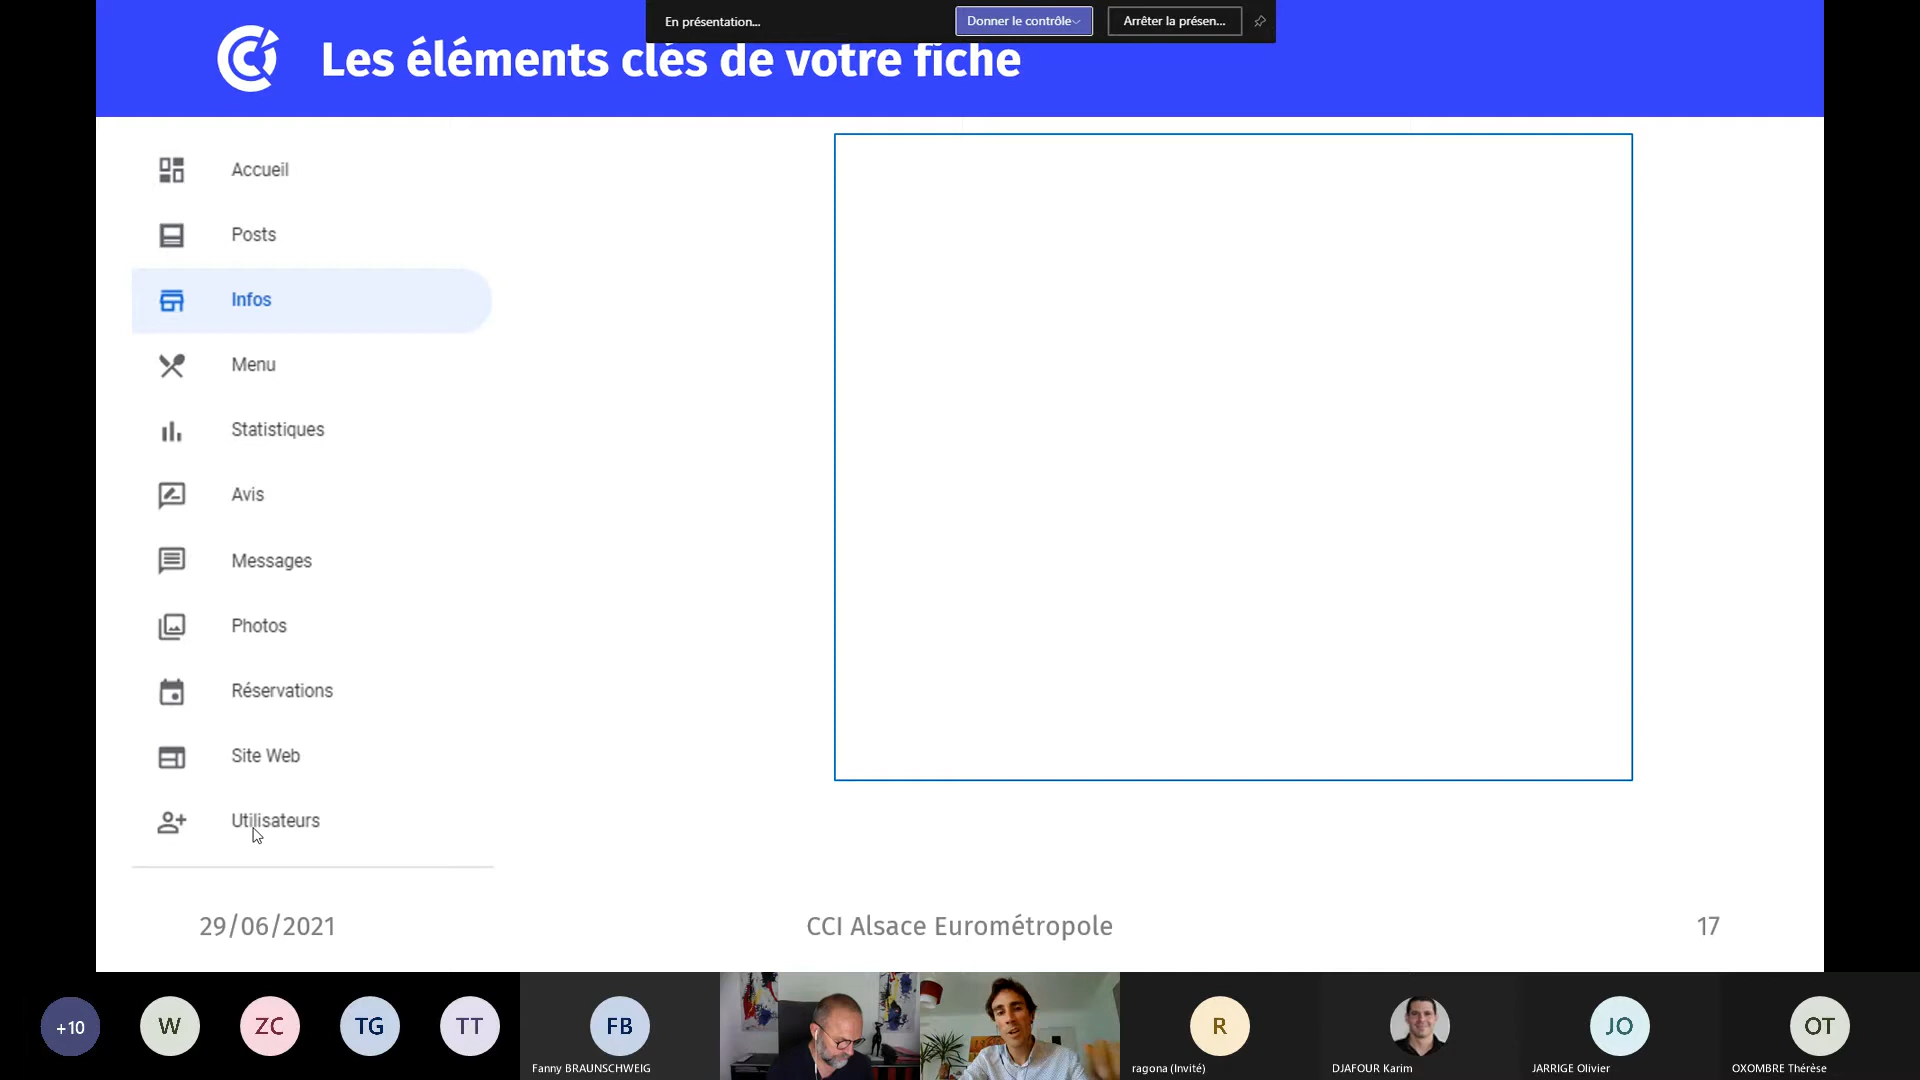 En présentation...
Donner le contrôle
Arrêter la présen...
Les éléments clés de votre fiche
Accueil
Posts
Infos
Menu
Statistiques
Avis
Messages
Photos
Réservations
Site Web
Utilisateurs
29/06/2021
CCI Alsace Eurométropole
17
+10
W
ZC
TG
TT
FB
Fanny BRAUNSCHWEIG
R
ragona (Invité)
DJAFOUR Karim
JO
JARRIGE Olivier
OT
OXOMBRE Thérèse